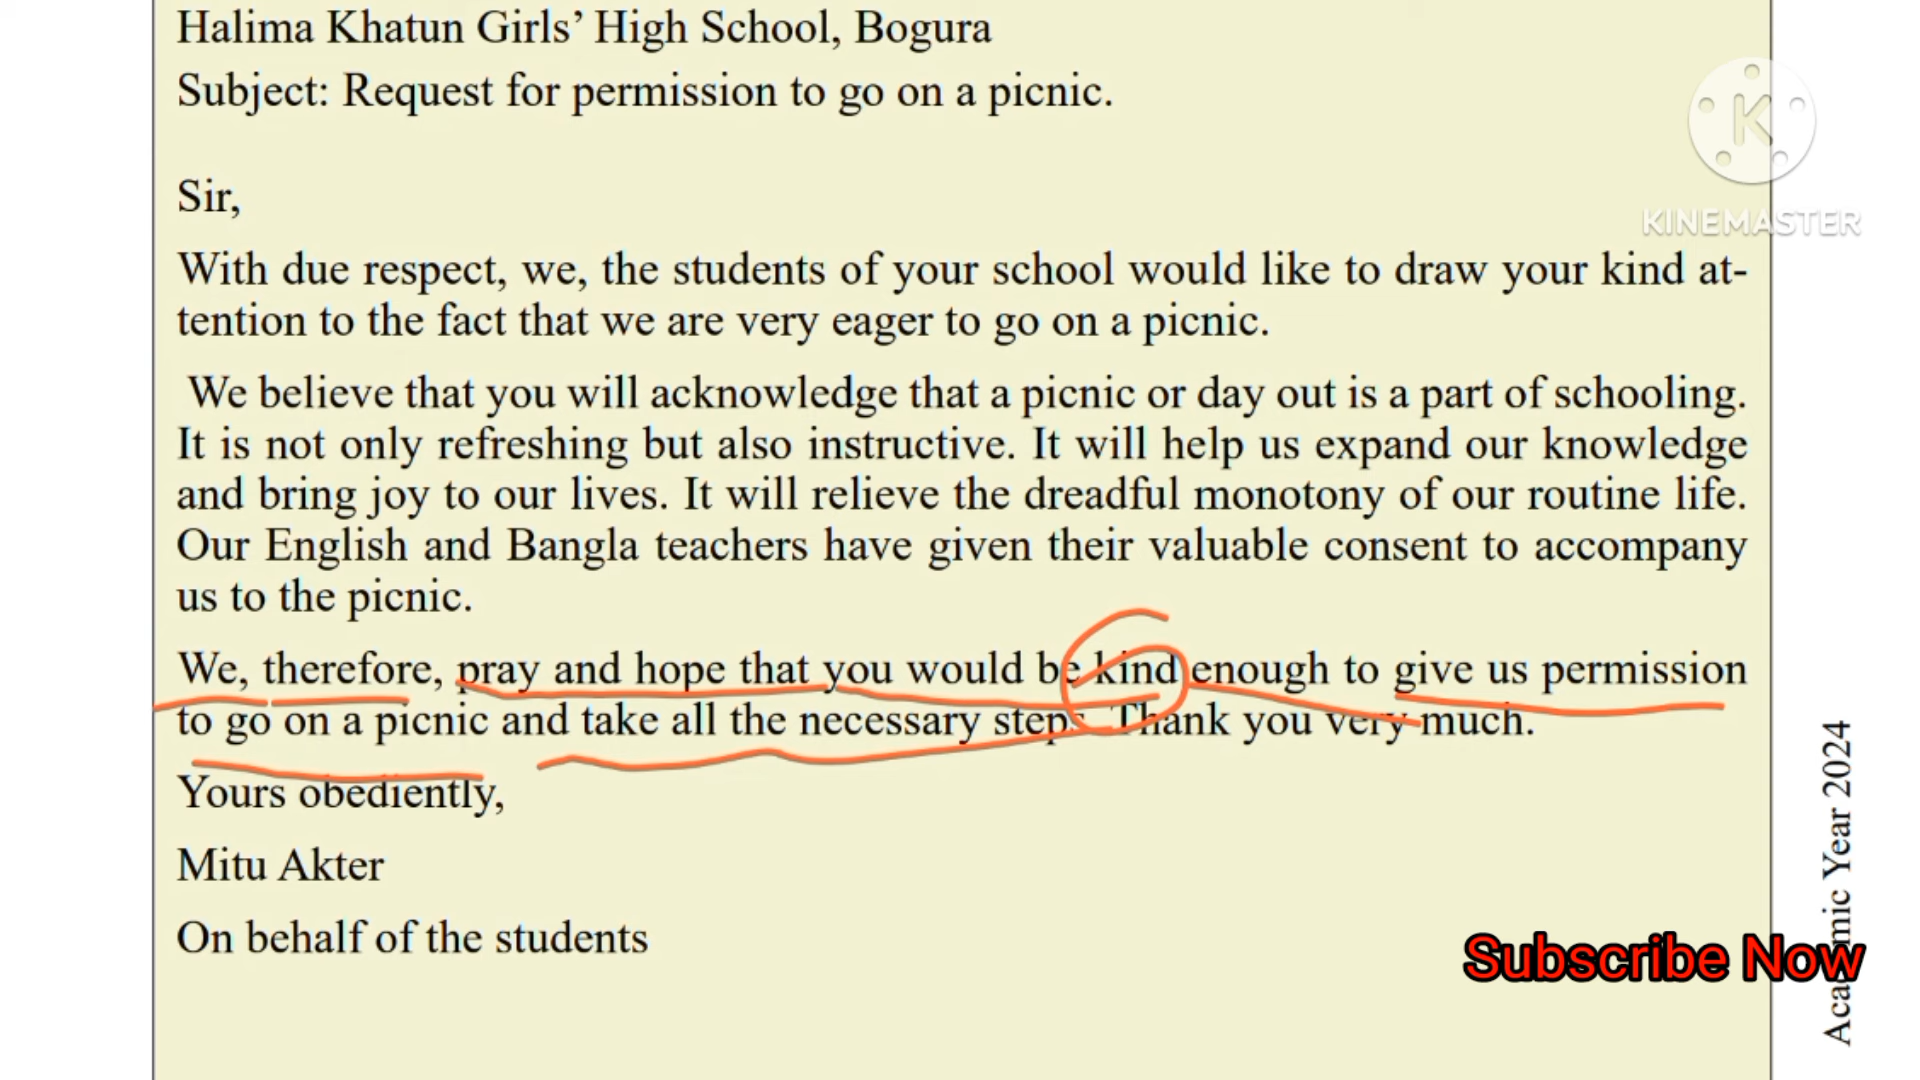 Halima Khatun Girls’ High School, Bogura
Subject: Request for permission to go on a picnic.
Sir,
With due respect, we, the students of your school would like to draw your kind at-
tention to the fact that we are very eager to go on a picnic.
We believe that you will acknowledge that a picnic or day out is a part of schooling.
It is not only refreshing but also instructive. It will help us expand our knowledge
and bring joy to our lives. It will relieve the dreadful monotony of our routine life.
Our English and Bangla teachers have given their valuable consent to accompany
us to the picnic.
We, therefore, pray and hope that you would be kind enough to give us permission
to go on a picnic and take all the necessary steps. Thank you very much.
Yours obediently,
Mitu Akter
On behalf of the students
K
KINEMASTER
Academic Year 2024
Subscribe Now